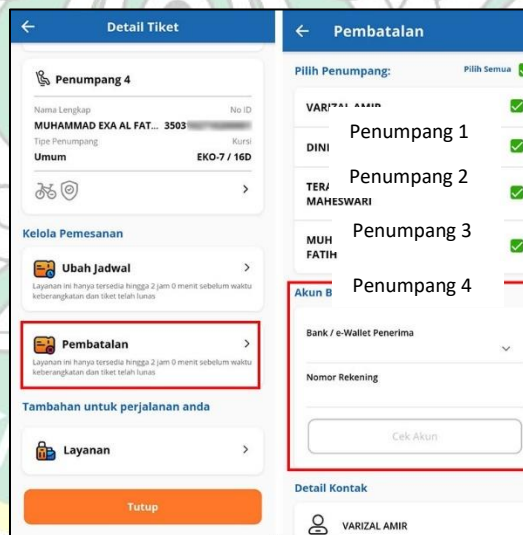 Detail Tiket
Penumpang 4
Nama Lengkap No ID
MUHAMMAD EXA AL FAT... 3503
Tipe Penumpang Kursi
Umum EKO-7 / 16D
Kelola Pemesanan
Ubah Jadwal
Layanan ini hanya tersedia hingga 2 jam 0 menit sebelum waktu
keberangkatan dan tiket telah lunas
Pembatalan
Layanan ini hanya tersedia hingga 2 jam 0 menit sebelum waktu
keberangkatan dan tiket telah lunas
Tambahan untuk perjalanan anda
Layanan
Tutup
Pembatalan
Pilih Penumpang: Pilih Semua
VARIZAL AMIR
Penumpang 1
DINI
Penumpang 2
TERA
MAHESWARI
Penumpang 3
MUH
FATIH
Penumpang 4
Akun B
Bank / e-Wallet Penerima
Nomor Rekening
Cek Akun
Detail Kontak
VARIZAL AMIR